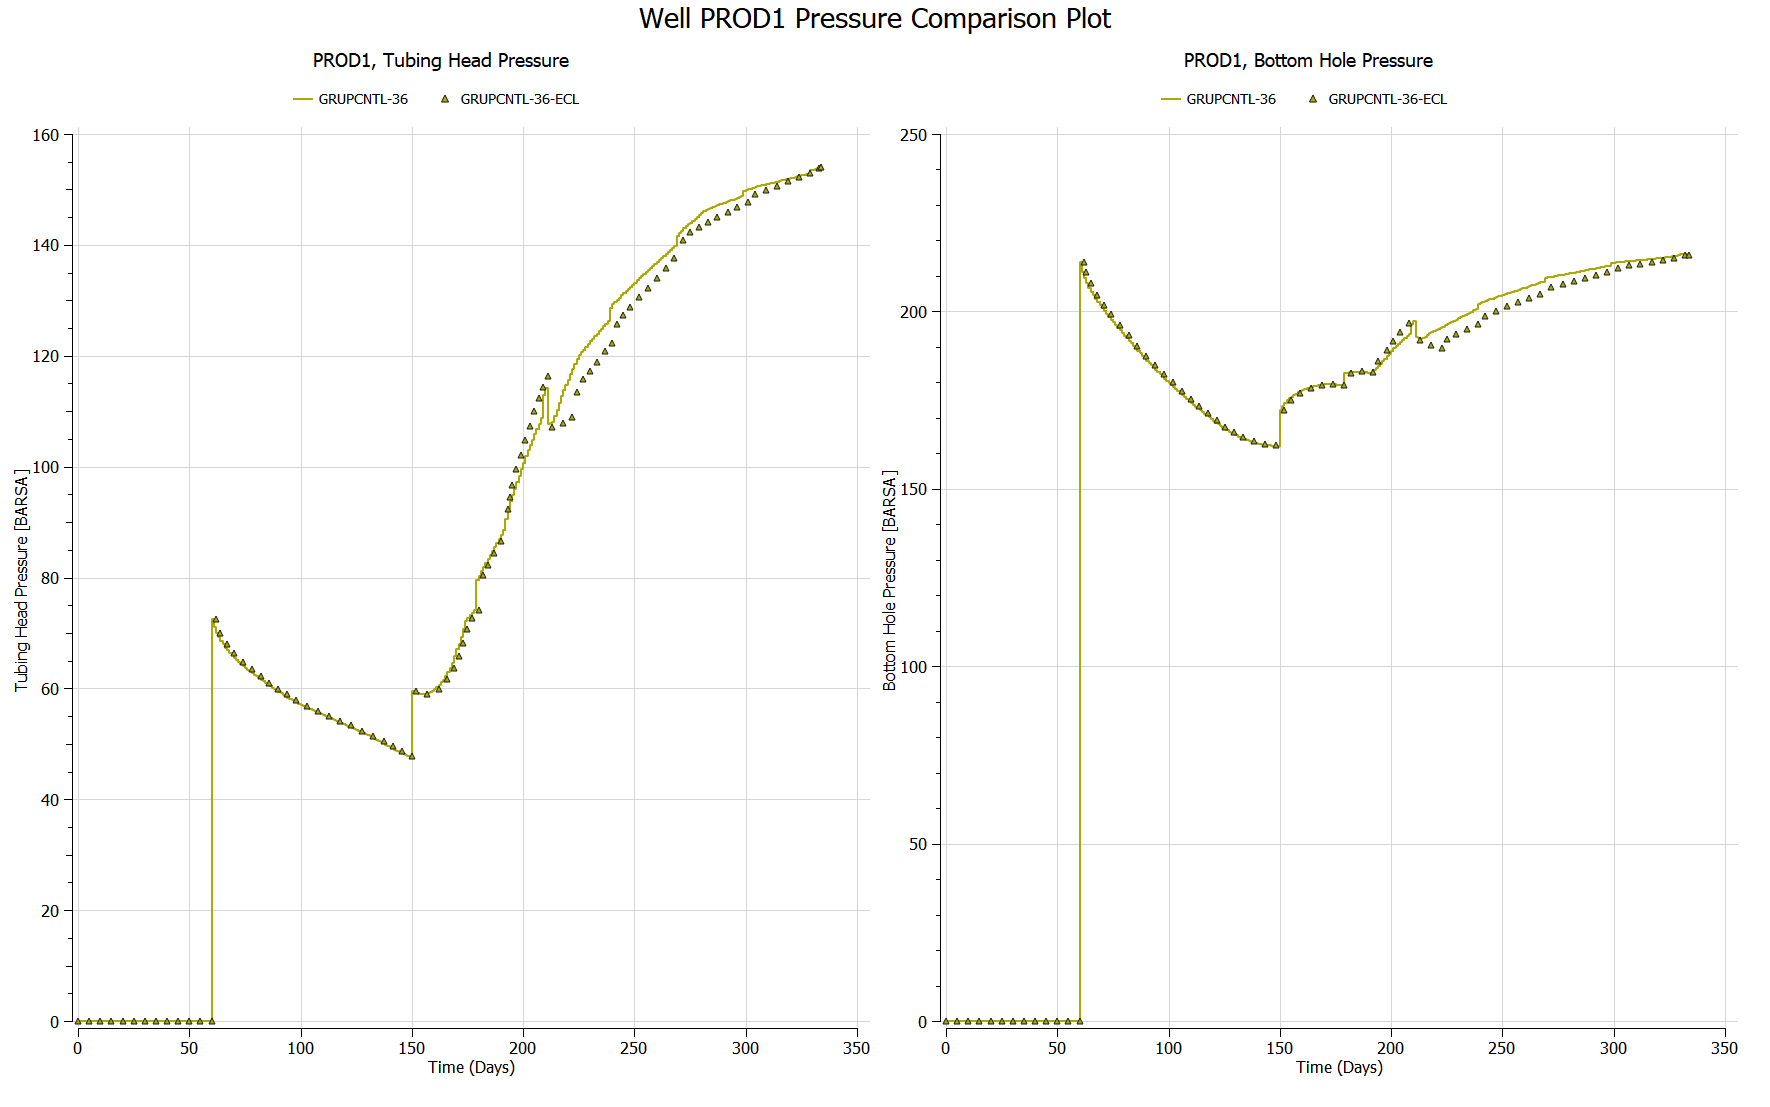 Well PROD1 Pressure Comparison Plot
PROD1, Tubing Head Pressure
GRUPCNTL-36 GRUPCNTL-36-ECL
160
140
120
100
80
60
40
20
0
Tubing Head Pressure [BARSA]
0 50 100 150 200 250 300 350
Time (Days)
PROD1, Bottom Hole Pressure
GRUPCNTL-36 GRUPCNTL-36-ECL
250
200
150
100
50
0
Bottom Hole Pressure [BARSA]
0 50 100 150 200 250 300 350
Time (Days)